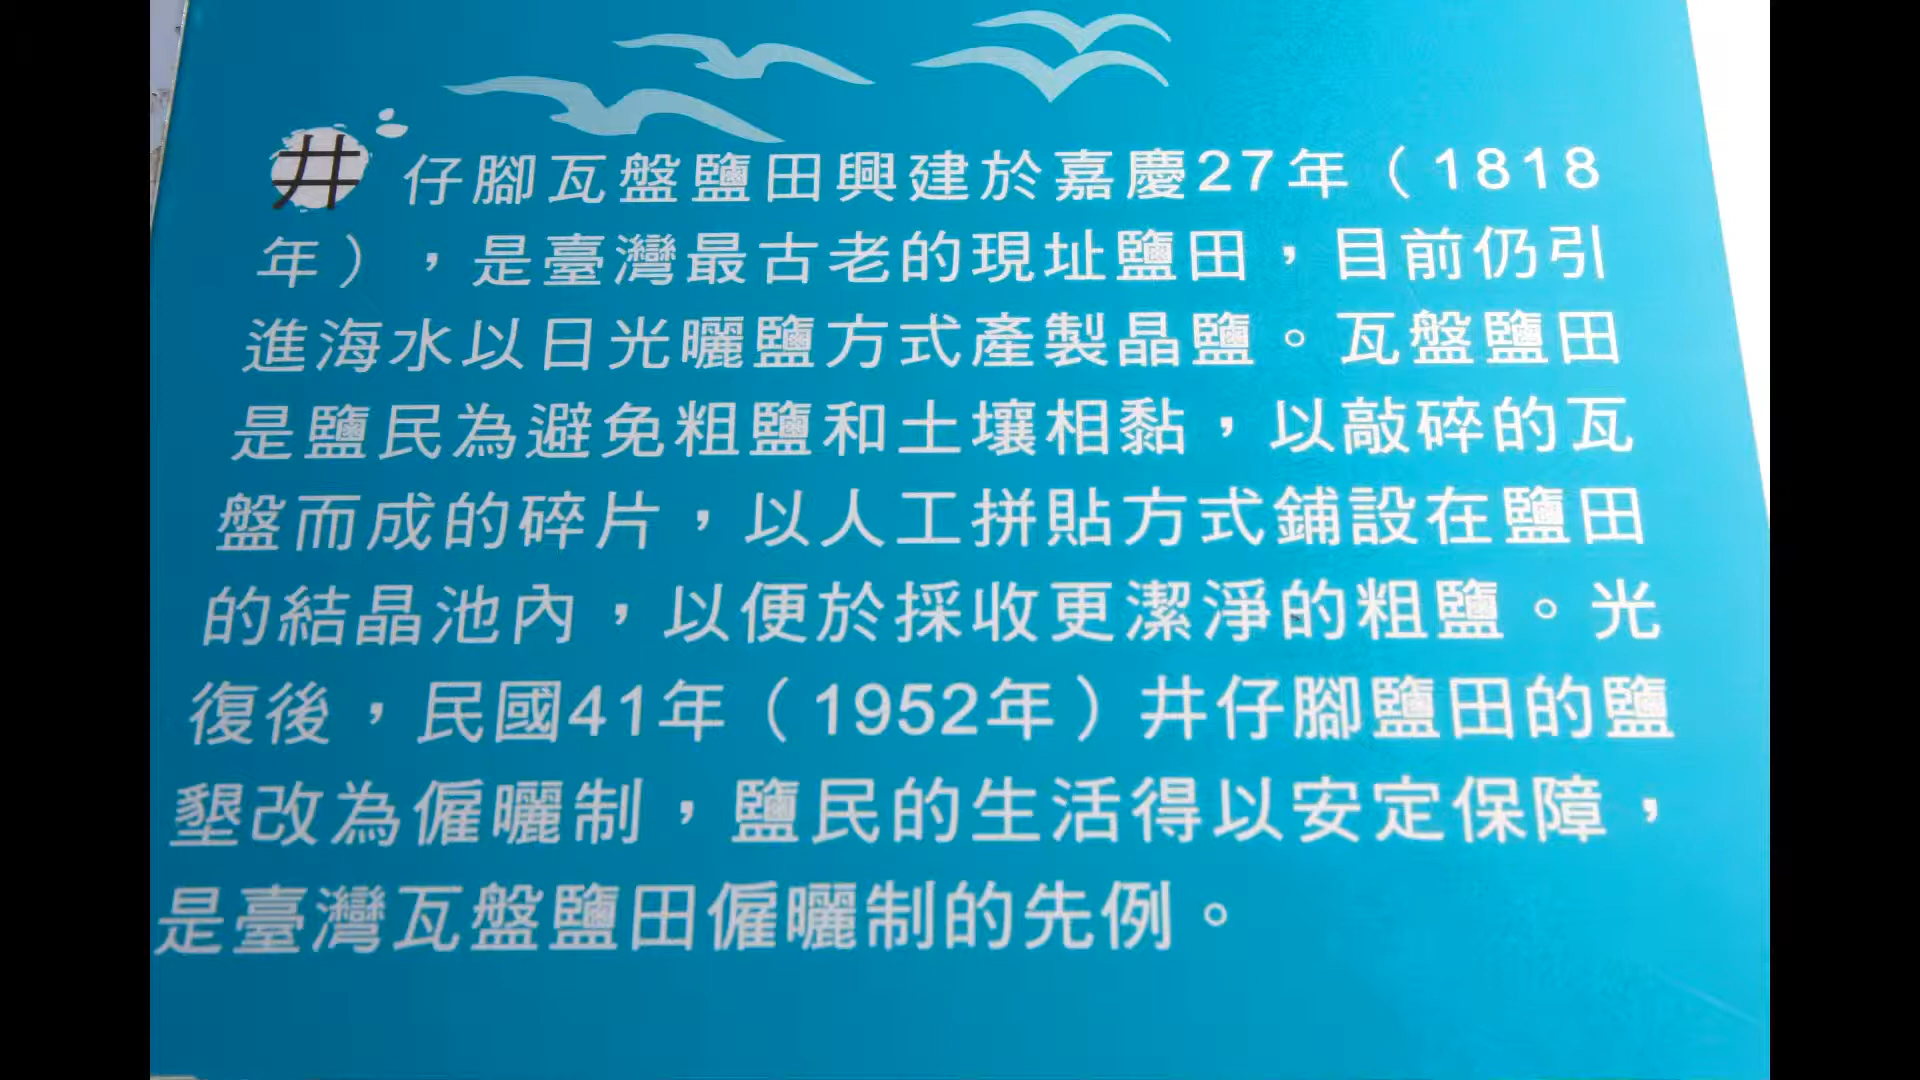 井仔腳瓦盤鹽田興建於嘉慶27年（1818
年），是臺灣最古老的現址鹽田，目前仍引
進海水以日光曬鹽方式產製晶鹽。瓦盤鹽田
是鹽民為避免粗鹽和土壤相黏，以敲碎的瓦
盤而成的碎片，以人工拼貼方式鋪設在鹽田
的結晶池內，以便於採收更潔淨的粗鹽。光
復後，民國41年（1952年）井仔腳鹽田的鹽
墾改為僱曬制，鹽民的生活得以安定保障，
是臺灣瓦盤鹽田僱曬制的先例。